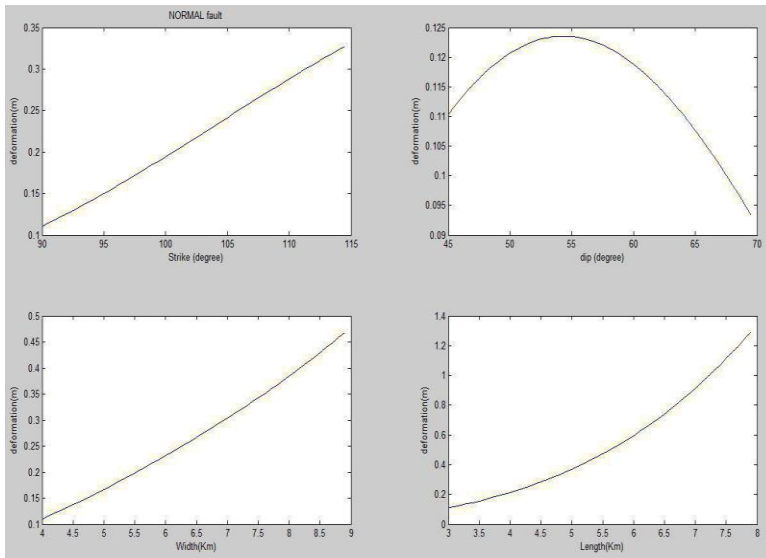 NORMAL fault
0.35
0.3
0.25
0.2
0.15
0.1
deformation(m)
90 95 100 105 110 115
Strike (degree)
0.125
0.12
0.115
0.11
0.105
0.1
0.095
0.09
deformation(m)
45 50 55 60 65 70
dip (degree)
0.5
0.45
0.4
0.35
0.3
0.25
0.2
0.15
0.1
deformation(m)
4 4.5 5 5.5 6 6.5 7 7.5 8 8.5 9
Width(Km)
1.4
1.2
1
0.8
0.6
0.4
0.2
0
deformation(m)
3 3.5 4 4.5 5 5.5 6 6.5 7 7.5 8
Length(Km)